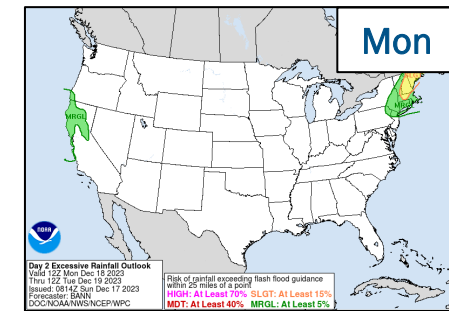 Mon
MRGL
MRGL
NOAA
Day 2 Excessive Rainfall Outlook
Valid 12Z Mon Dec 18 2023
Thru 12Z Tue Dec 19 2023
Issued: 0814Z Sun Dec 17 2023
Forecaster: BANN
DOC/NOAA/NWS/NCEP/WPC
Risk of rainfall exceeding flash flood guidance
within 25 miles of a point
HIGH: At Least 70% SLGT: At Least 15%
MDT: At Least 40% MRGL: At Least 5%